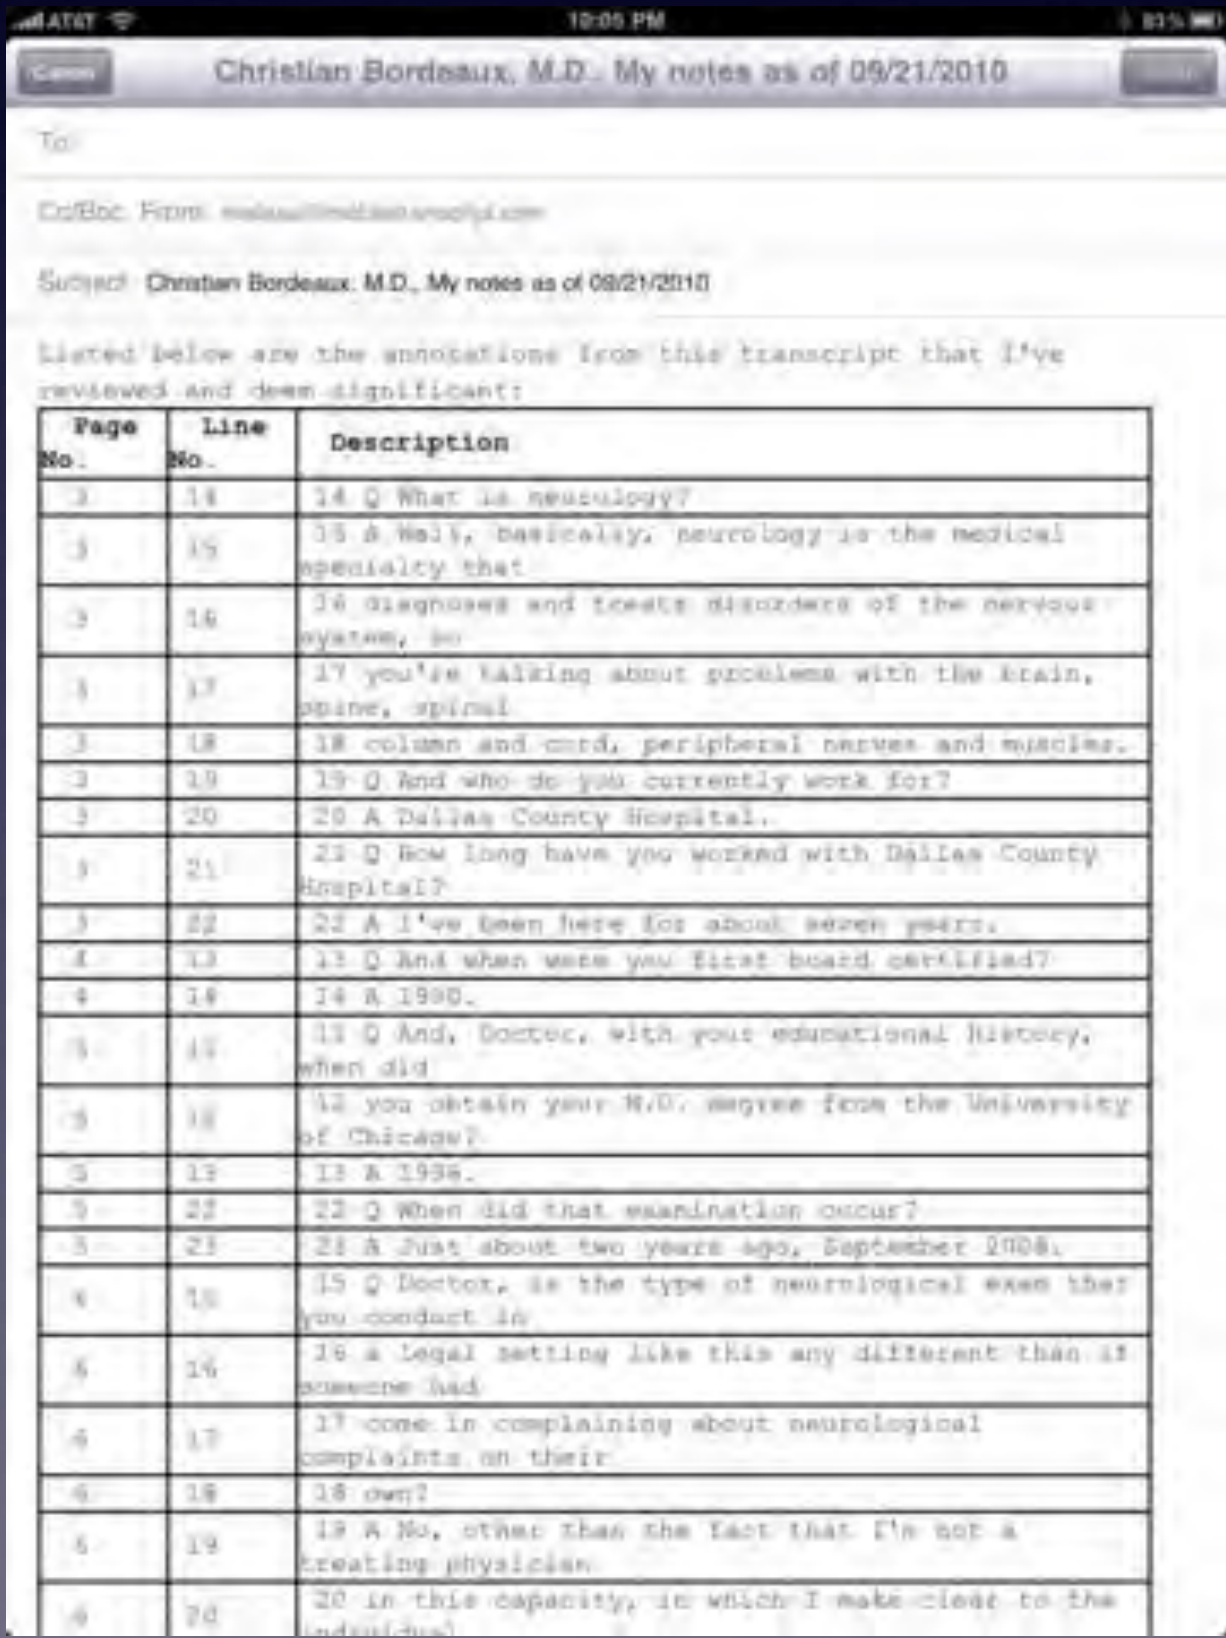 AT&T 10:05 PM 83%
Cancel Christian Bordeaux, M.D., My notes as of 09/21/2010
To:
Cc/Bcc, From:
Subject: Christian Bordeaux, M.D., My notes as of 09/21/2010
Listed below are the annotations from this transcript that I've
reviewed and deem significant:
Page No. Line No. Description
3 14 14 Q What is neurology?
3 15 15 A Well, basically, neurology is the medical
specialty that
3 16 16 diagnoses and treats disorders of the nervous
system, so
3 17 17 you're talking about problems with the brain,
spine, spinal
3 18 18 column and cord, peripheral nerves and muscles.
3 19 19 Q And who do you currently work for?
3 20 20 A Dallas County Hospital.
3 21 21 Q How long have you worked with Dallas County
Hospital?
3 22 22 A I've been here for about seven years.
4 13 13 Q And when were you first board certified?
4 14 14 A 1990.
5 11 11 Q And, Doctor, with your educational history,
when did
5 12 12 you obtain your M.D. degree from the University
of Chicago?
5 13 13 A
5 22 22 Q When did that examination occur?
5 23 23 A Just about two years ago, September 2008.
6 15 15 Q Doctor, is the type of neurological exam that
you conduct in
6 16 16 a legal setting like this any different than if
someone had
6 17 17 come in complaining about neurological
complaints on their
6 18 18 own?
6 19 19 A No, other than the fact that I'm not a
treating physician
6 20 20 in this capacity, in which I make clear to the
individual